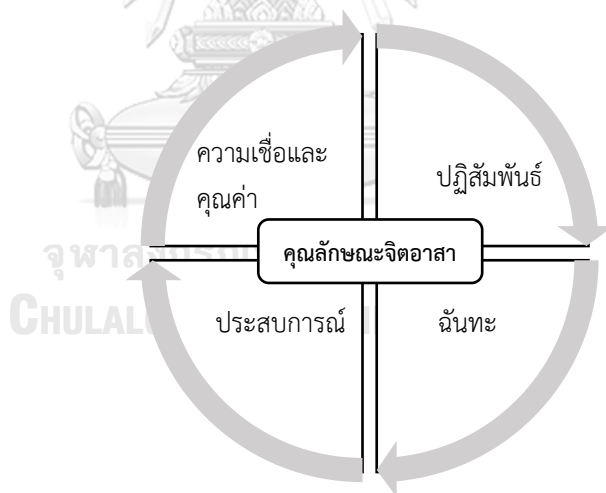 ความเชื่อและ
คุณค่า
ปฏิสัมพันธ์
คุณลักษณะจิตอาสา
ประสบการณ์
ฉันทะ